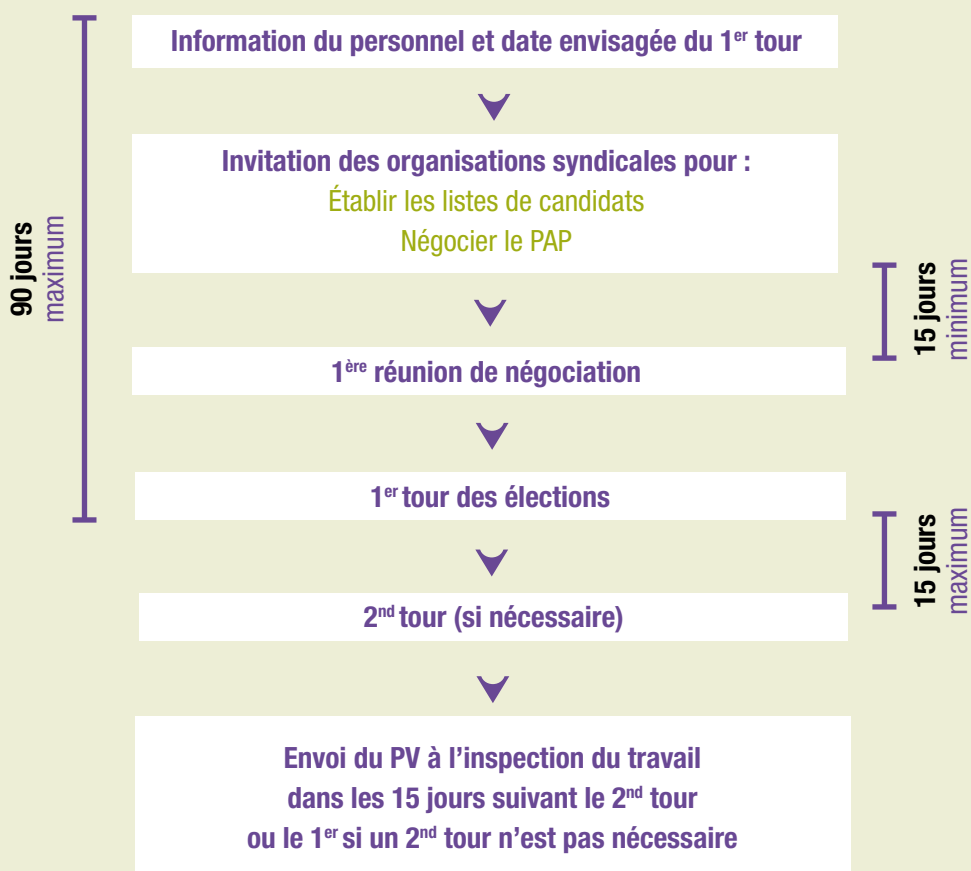 Information du personnel et date envisagée du 1er tour
Invitation des organisations syndicales pour :
Établir les listes de candidats
Négocier le PAP
90 jours
maximum
15 jours
minimum
1ère réunion de négociation
1er tour des élections
15 jours
maximum
2nd tour (si nécessaire)
Envoi du PV à l’inspection du travail
dans les 15 jours suivant le 2nd tour
ou le 1er si un 2nd tour n’est pas nécessaire